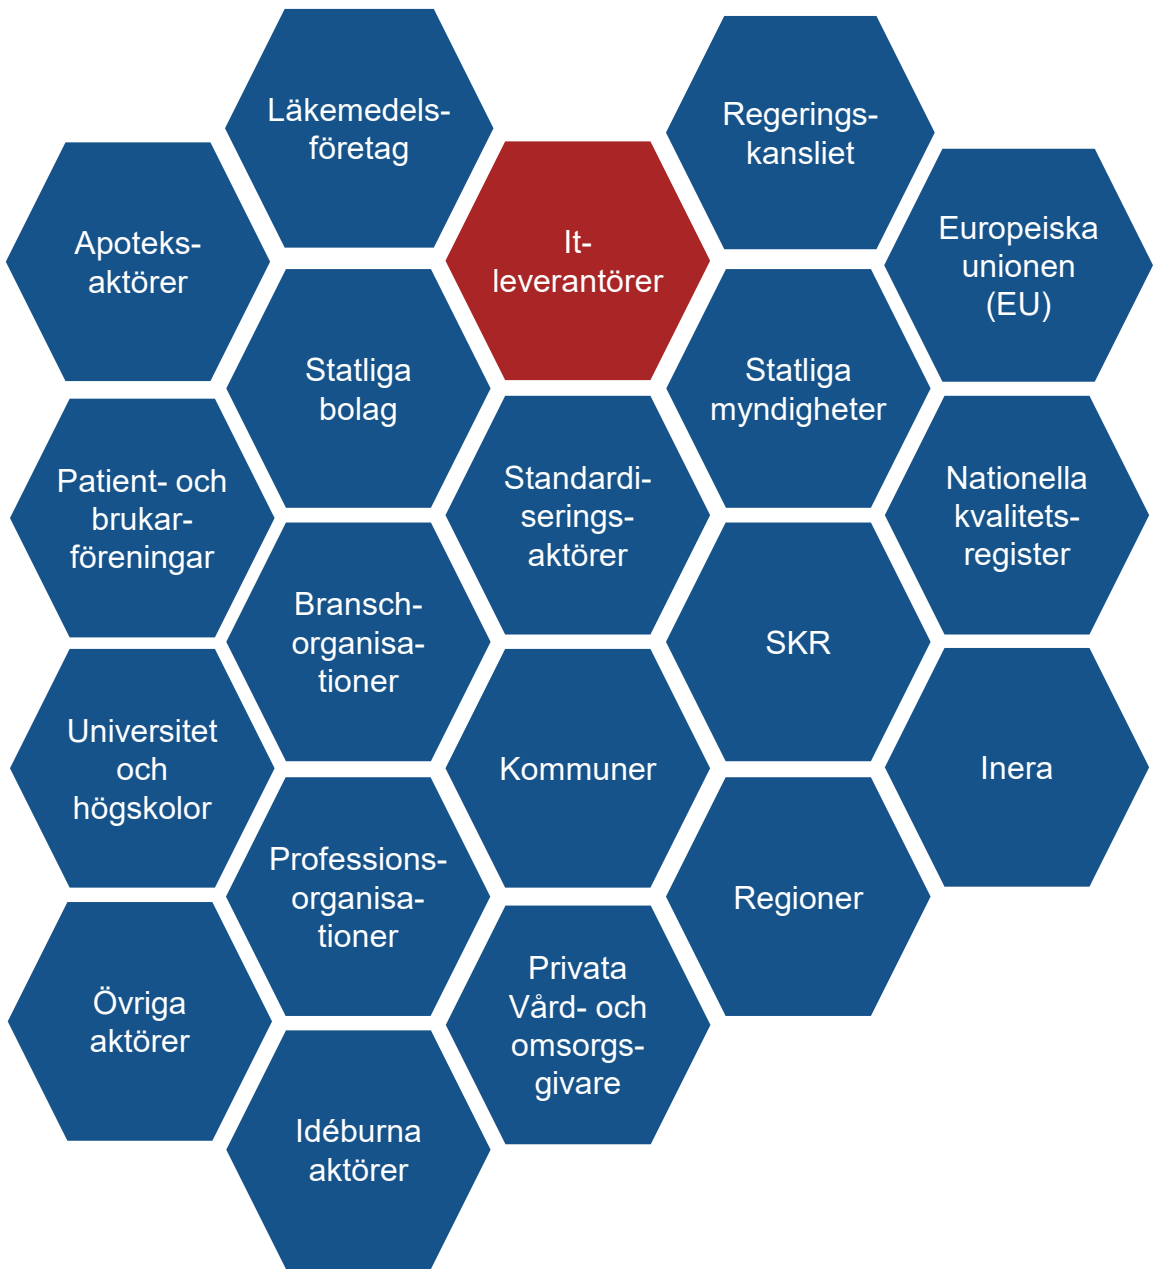 Läkemedels-
företag
Regerings-
kansliet
Apoteks-
aktörer
It-
leverantörer
Europeiska
unionen
(EU)
Statliga
bolag
Statliga
myndigheter
Patient- och
brukar-
föreningar
Standardi-
serings-
aktörer
Nationella
kvalitets-
register
Bransch-
organisa-
tioner
SKR
Universitet
och
högskolor
Kommuner
Inera
Professions-
organisa-
tioner
Regioner
Övriga
aktörer
Privata
Vård- och
omsorgs-
givare
Idéburna
aktörer